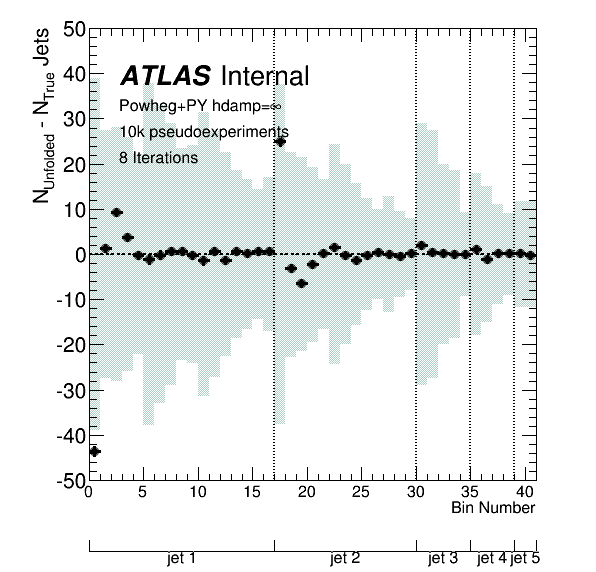 N_Unfolded - N_True Jets
50
40
30
20
10
0
-10
-20
-30
-40
-50
ATLAS Internal
Powheg+PY hdamp=∞
10k pseudoexperiments
8 Iterations
0 5 10 15 20 25 30 35 40
Bin Number
jet 1 jet 2 jet 3 jet 4 jet 5